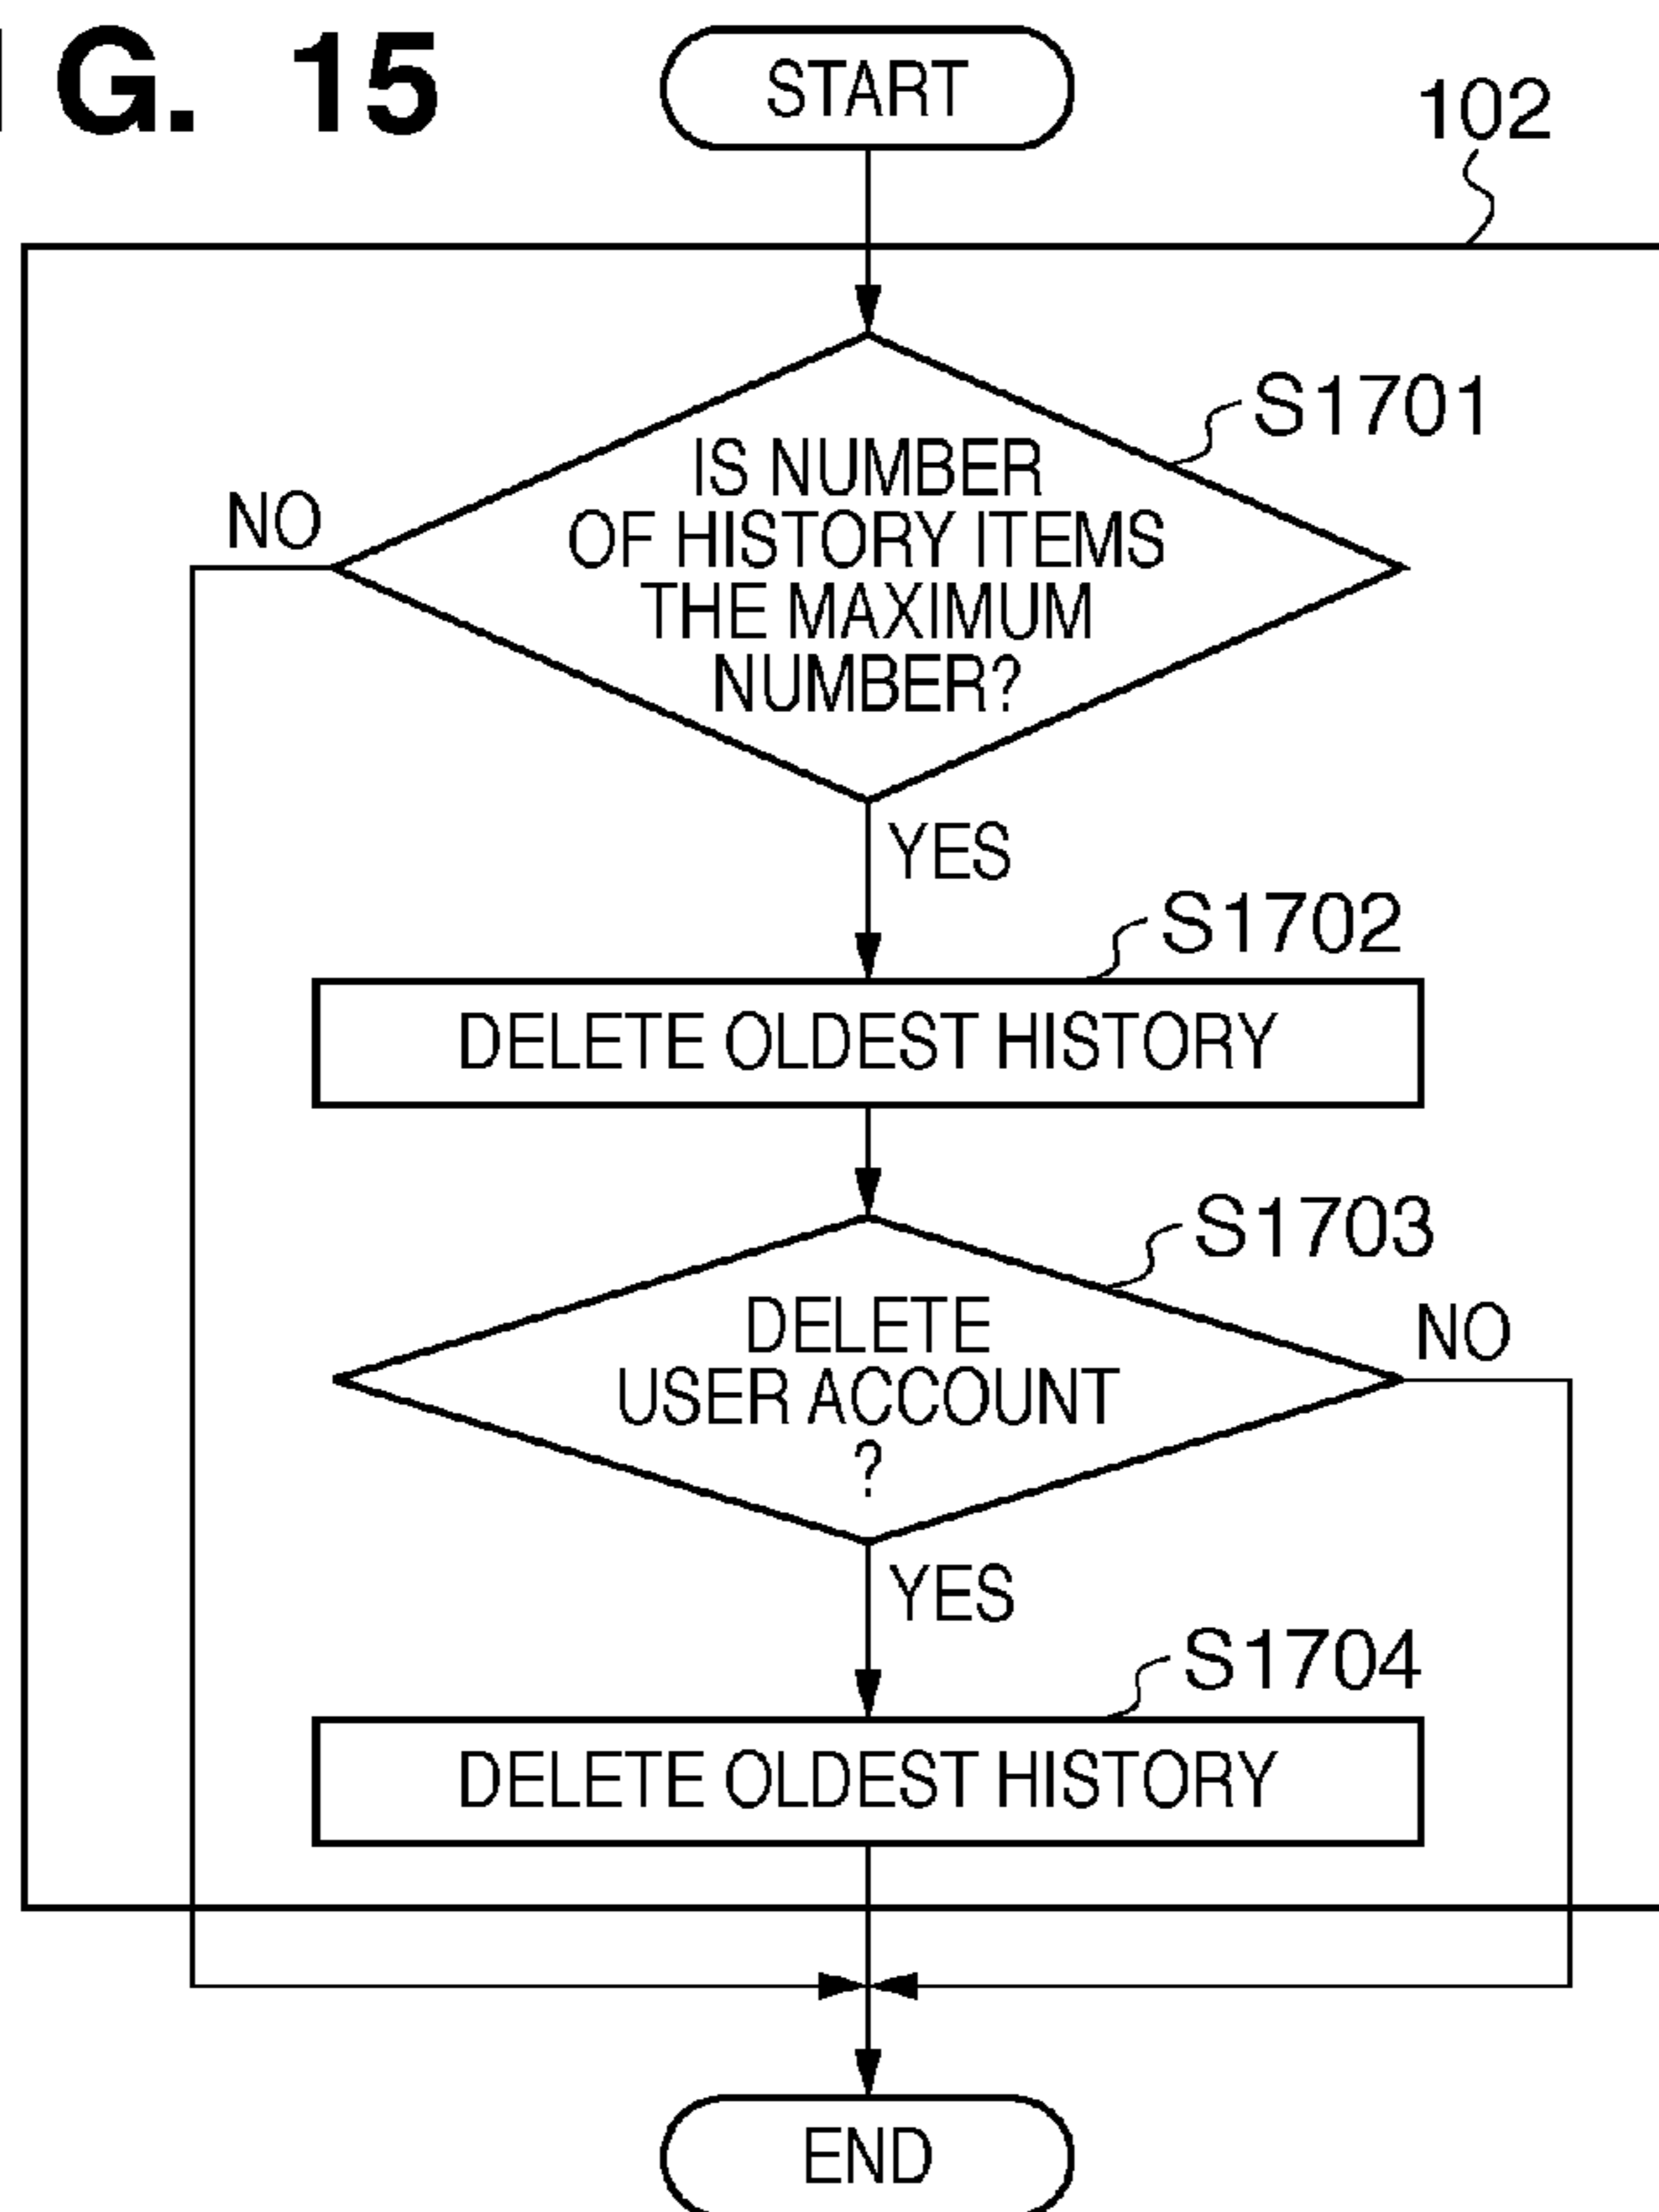 G. 15
START
102
S1701
IS NUMBER
OF HISTORY ITEMS
THE MAXIMUM
NUMBER?
NO
YES
S1702
DELETE OLDEST HISTORY
S1703
DELETE
USER ACCOUNT
?
NO
YES
S1704
DELETE OLDEST HISTORY
END